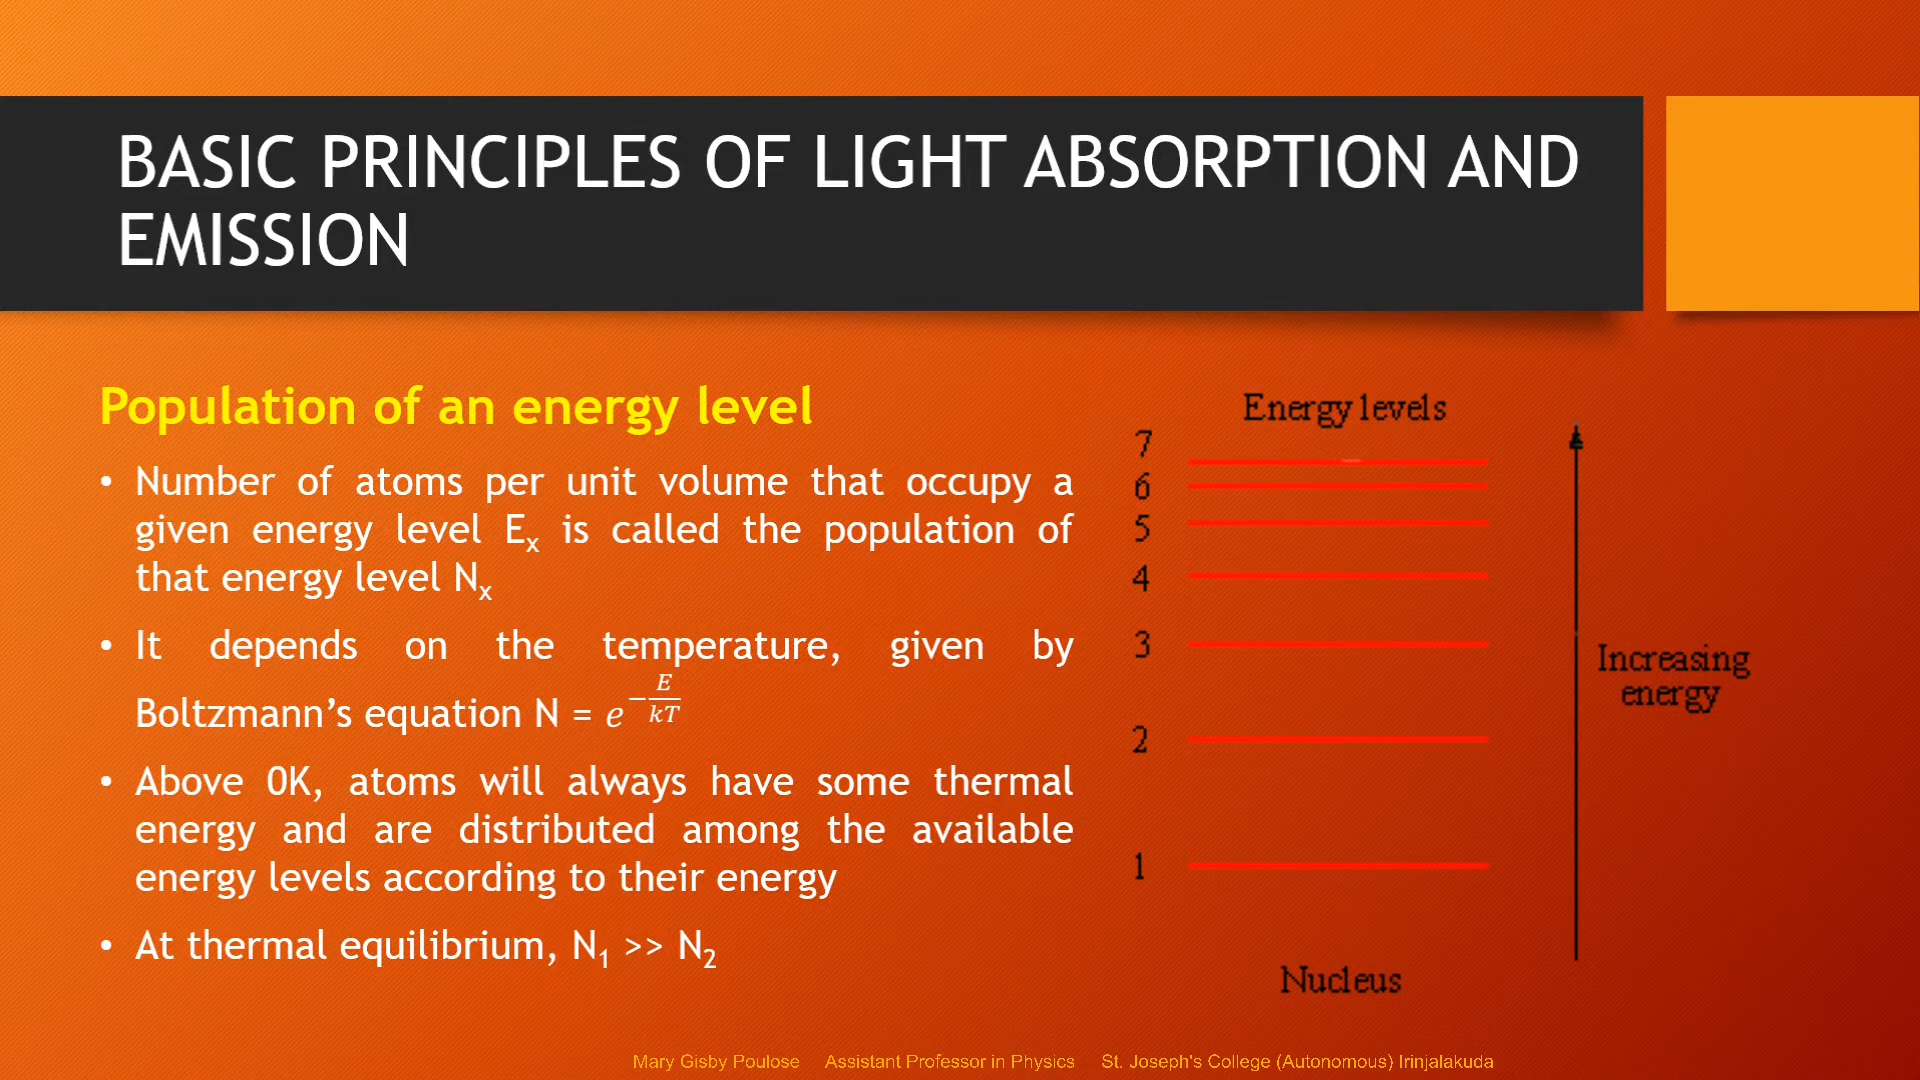 BASIC PRINCIPLES OF LIGHT ABSORPTION AND
EMISSION
Population of an energy level
• Number of atoms per unit volume that occupy a
given energy level Eₓ is called the population of
that energy level Nₓ
• It depends on the temperature, given by
Boltzmann’s equation N = e^(−E/kT)
• Above 0K, atoms will always have some thermal
energy and are distributed among the available
energy levels according to their energy
• At thermal equilibrium, N₁ >> N₂
Energy levels
7
6
5
4
3
2
1
Increasing
energy
Nucleus
Mary Gisby Poulose Assistant Professor in Physics St. Joseph's College (Autonomous) Irinjalakuda